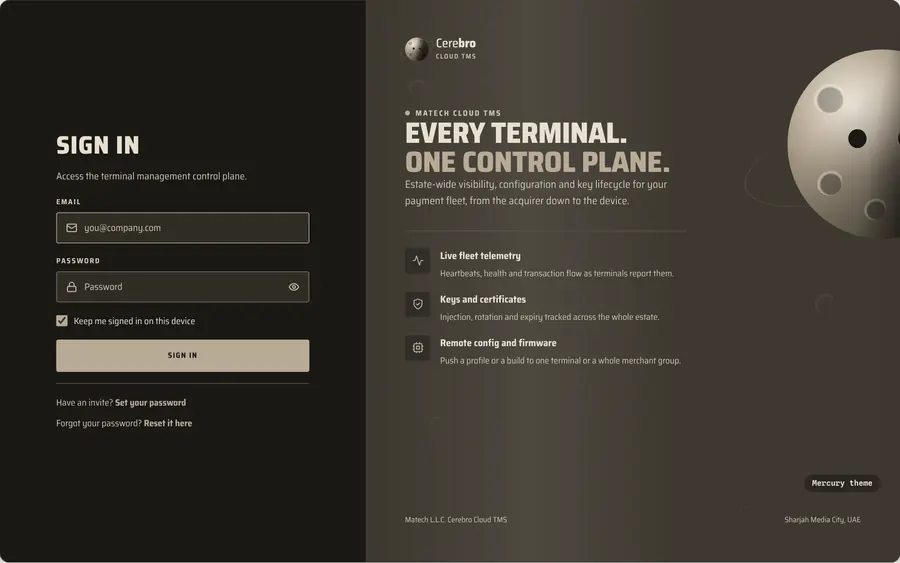 SIGN IN
Access the terminal management control plane.
EMAIL
you@company.com
PASSWORD
Password
Keep me signed in on this device
SIGN IN
Have an invite? Set your password
Forgot your password? Reset it here
Cerebro
CLOUD TMS
MATECH CLOUD TMS
EVERY TERMINAL.
ONE CONTROL PLANE.
Estate-wide visibility, configuration and key lifecycle for your
payment fleet, from the acquirer down to the device.
Live fleet telemetry
Heartbeats, health and transaction flow as terminals report them.
Keys and certificates
Injection, rotation and expiry tracked across the whole estate.
Remote config and firmware
Push a profile or a build to one terminal or a whole merchant group.
Mercury theme
Matech L.L.C. Cerebro Cloud TMS
Sharjah Media City, UAE